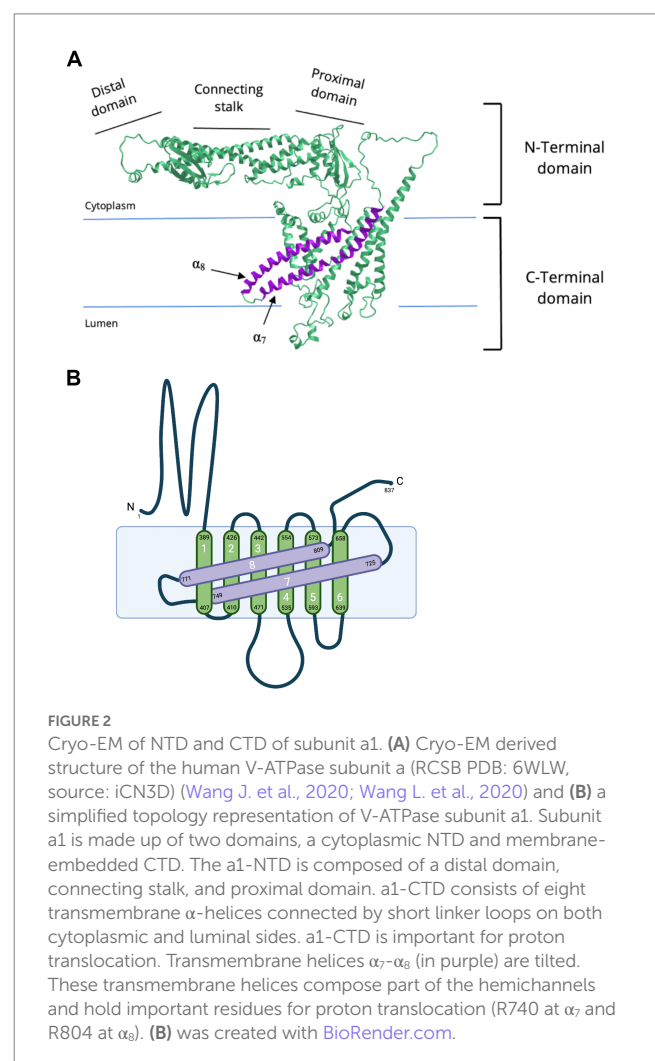 A
Distal
domain
Connecting
stalk
Proximal
domain
N-Terminal
domain
Cytoplasm
α8
C-Terminal
domain
Lumen
α7
B
N
1
C
837
389
426
442
554
573
658
1
2
3
809
8
725
771
7
749
4
5
6
407
410
471
535
593
639
FIGURE 2
Cryo-EM of NTD and CTD of subunit a1. (A) Cryo-EM derived
structure of the human V-ATPase subunit a (RCSB PDB: 6WLW,
source: iCN3D) (Wang J. et al., 2020; Wang L. et al., 2020) and (B) a
simplified topology representation of V-ATPase subunit a1. Subunit
a1 is made up of two domains, a cytoplasmic NTD and membrane-
embedded CTD. The a1-NTD is composed of a distal domain,
connecting stalk, and proximal domain. a1-CTD consists of eight
transmembrane α-helices connected by short linker loops on both
cytoplasmic and luminal sides. a1-CTD is important for proton
translocation. Transmembrane helices α7-α8 (in purple) are tilted.
These transmembrane helices compose part of the hemichannels
and hold important residues for proton translocation (R740 at α7 and
R804 at α8). (B) was created with BioRender.com.